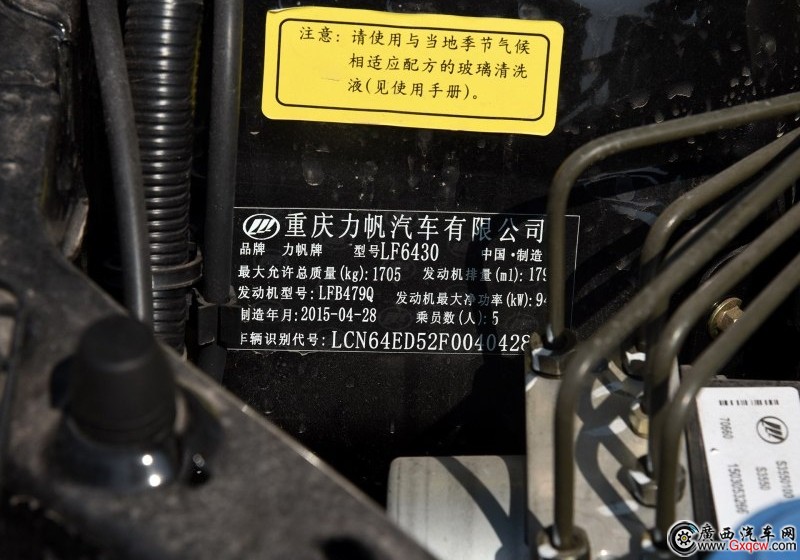 注意：请使用与当地季节气候
相适应配方的玻璃清洗
液(见使用手册)。
重庆力帆汽车有限公司
品牌 力帆牌 型号LF6430 中国·制造
最大允许总质量(kg):1705 发动机排量(ml):179
发动机型号:LFB479Q 发动机最大净功率(kW):94
制造年月:2015-04-28 乘员数(人):5
车辆识别代号: LCN64ED52F0040428
70660 S3550100
S3550
广西汽车网
www.Gxqcw.com